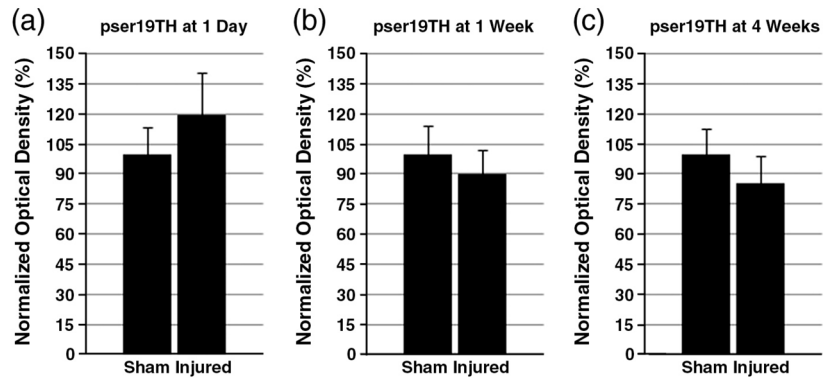 (a)
pser19TH at 1 Day
Normalized Optical Density (%)
150
135
120
105
90
75
60
45
30
15
0
Sham Injured
(b)
pser19TH at 1 Week
Normalized Optical Density (%)
150
135
120
105
90
75
60
45
30
15
0
Sham Injured
(c)
pser19TH at 4 Weeks
Normalized Optical Density (%)
150
135
120
105
90
75
60
45
30
15
0
Sham Injured